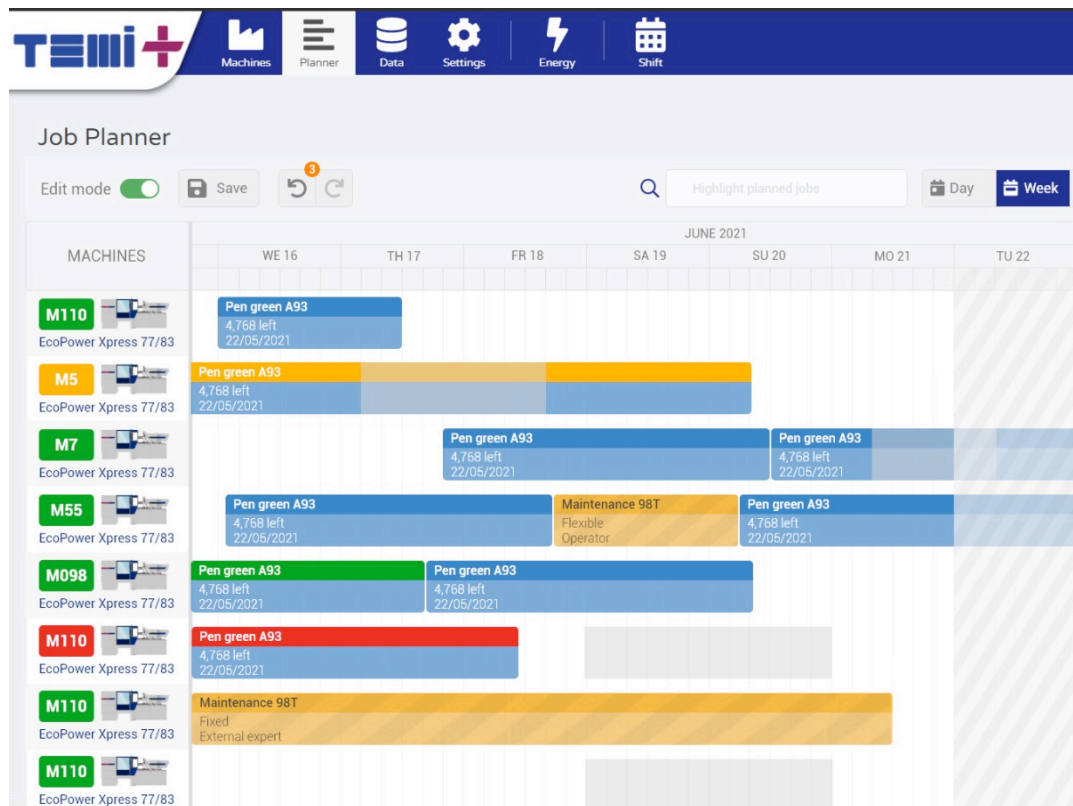 TEMI+
Machines
Planner
Data
Settings
Energy
Shift
Job Planner
Edit mode
Save
3
Highlight planned jobs
Day
Week
MACHINES
JUNE 2021
WE 16
TH 17
FR 18
SA 19
SU 20
MO 21
TU 22
M110
EcoPower Xpress 77/83
Pen green A93
4,768 left
22/05/2021
M5
EcoPower Xpress 77/83
Pen green A93
4,768 left
22/05/2021
M7
EcoPower Xpress 77/83
Pen green A93
4,768 left
22/05/2021
Pen green A93
4,768 left
22/05/2021
M55
EcoPower Xpress 77/83
Pen green A93
4,768 left
22/05/2021
Maintenance 98T
Flexible
Operator
Pen green A93
4,768 left
22/05/2021
M098
EcoPower Xpress 77/83
Pen green A93
4,768 left
22/05/2021
Pen green A93
4,768 left
22/05/2021
M110
EcoPower Xpress 77/83
Pen green A93
4,768 left
22/05/2021
M110
EcoPower Xpress 77/83
Maintenance 98T
Fixed
External expert
M110
EcoPower Xpress 77/83